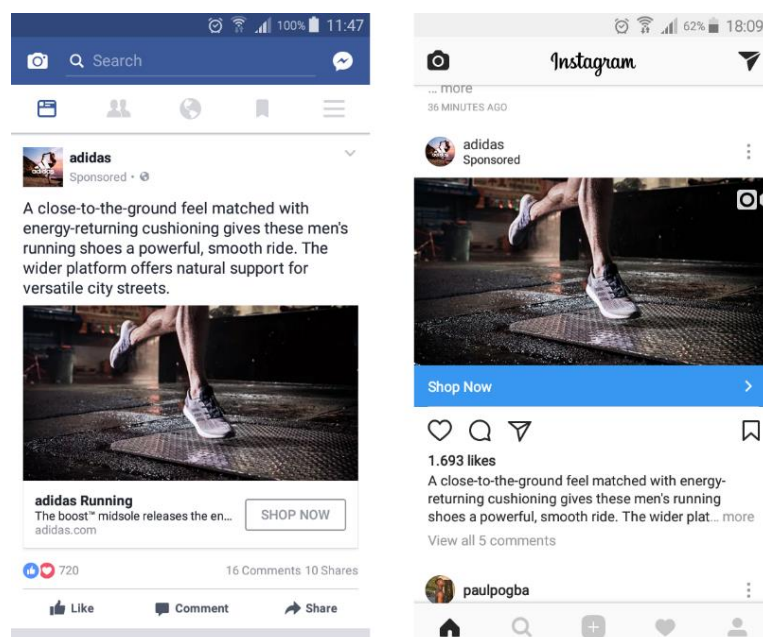 100% 11:47
Search
adidas
Sponsored
A close-to-the-ground feel matched with
energy-returning cushioning gives these men's
running shoes a powerful, smooth ride. The
wider platform offers natural support for
versatile city streets.
adidas Running
The boost™ midsole releases the en...
adidas.com
SHOP NOW
720
16 Comments 10 Shares
Like
Comment
Share
62% 18:09
Instagram
... more
36 MINUTES AGO
adidas
Sponsored
Shop Now
1.693 likes
A close-to-the-ground feel matched with energy-
returning cushioning gives these men's running
shoes a powerful, smooth ride. The wider plat... more
View all 5 comments
paulpogba